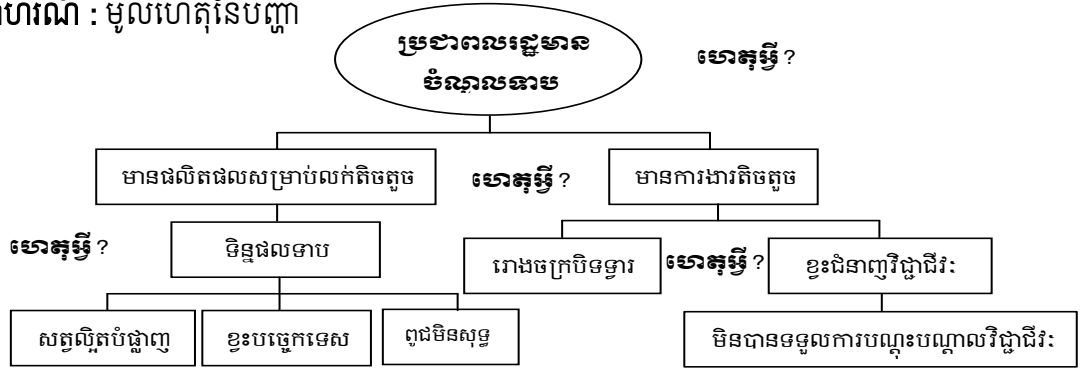 ហរណ៍ : មូលហេតុនៃបញ្ហា
ប្រជាពលរដ្ឋមាន
ចំណូលទាប
ហេតុអ្វី ?
មានផលិតផលសម្រាប់លក់តិចតួច
ហេតុអ្វី ?
មានការងារតិចតួច
ហេតុអ្វី ?
ទិន្នផលទាប
រោងចក្របិទទ្វារ
ហេតុអ្វី ?
ខ្វះជំនាញវិជ្ជាជីវៈ
សត្វល្អិតបំផ្លាញ
ខ្វះបច្ចេកទេស
ពូជមិនសុទ្ធ
មិនបានទទួលការបណ្តុះបណ្តាលវិជ្ជាជីវៈ